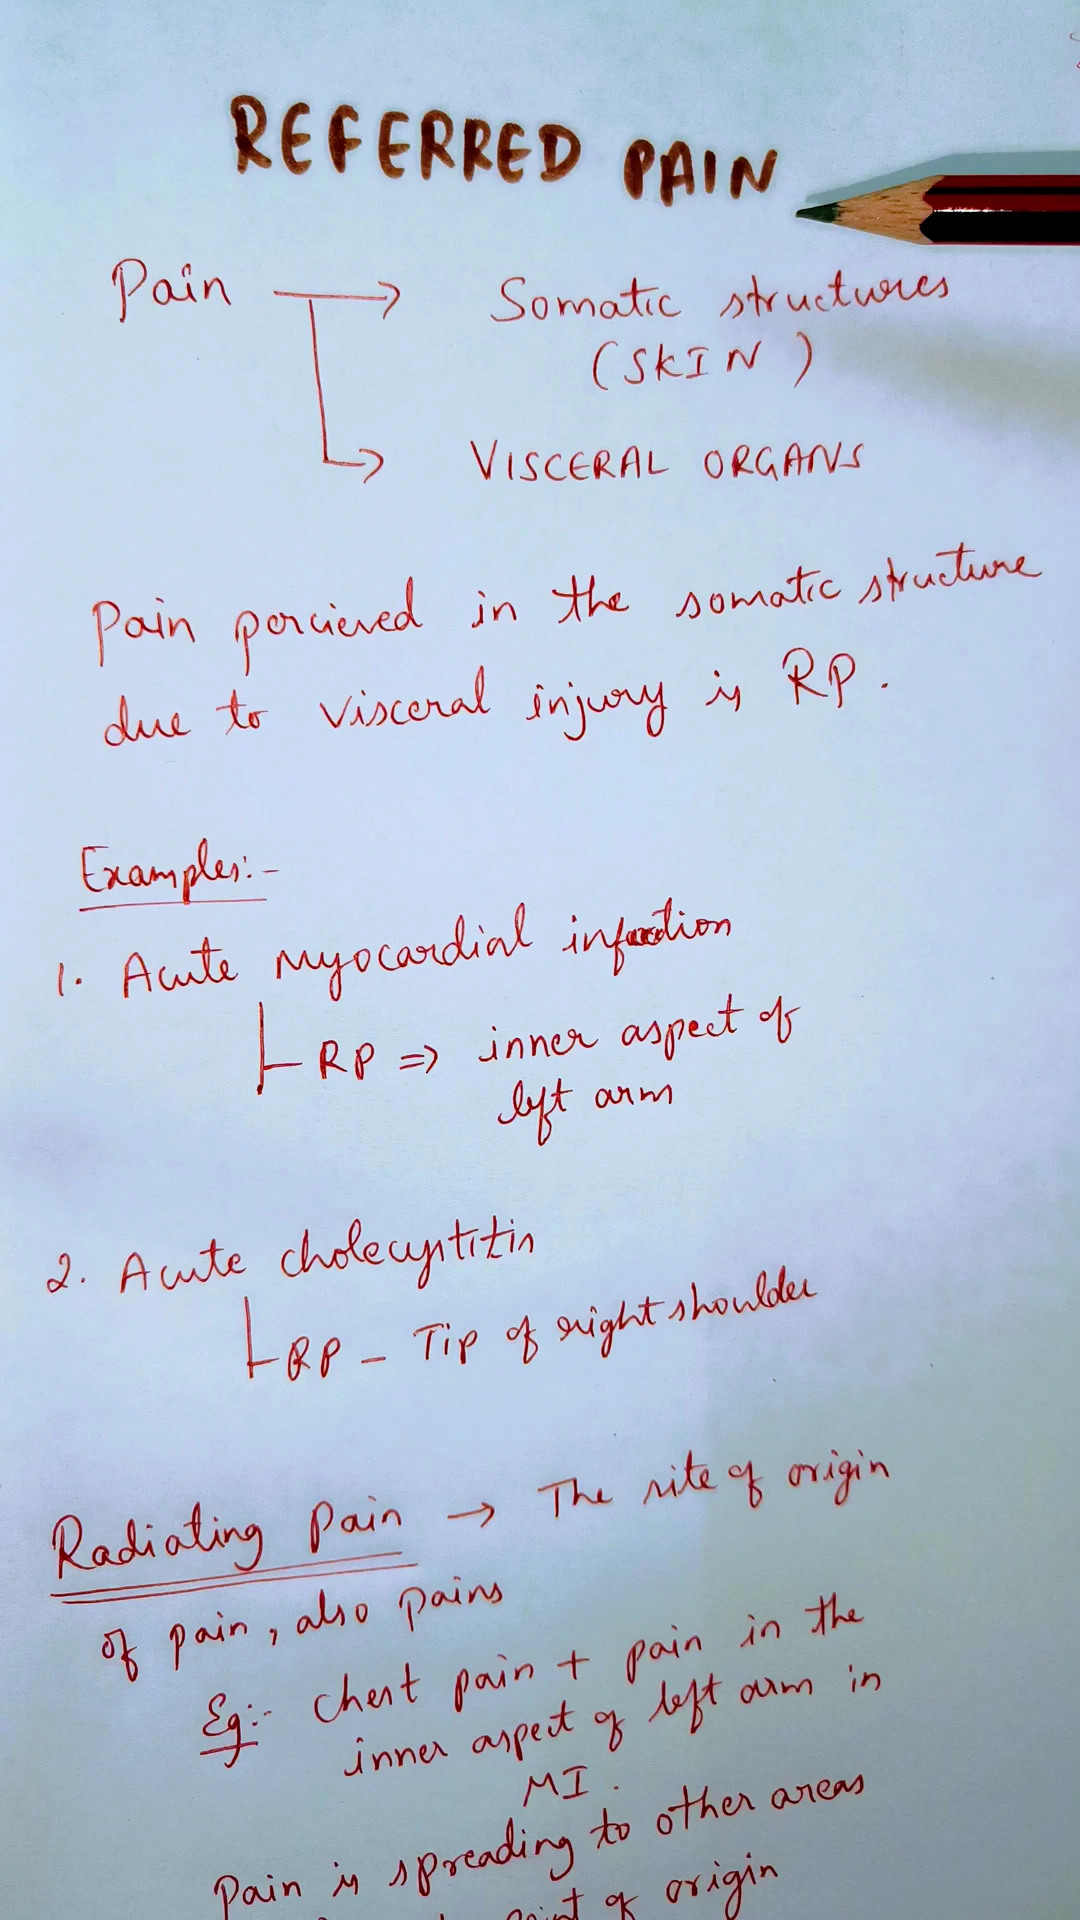 REFERRED PAIN
Pain → Somatic structures
(SKIN)
→ VISCERAL ORGANS
Pain percieved in the somatic structure
due to visceral injury is RP.
Examples:-
1. Acute myocardial infarction
RP ⇒ inner aspect of
left arm
2. Acute cholecystitis
RP - Tip of right shoulder
Radiating Pain → The site of origin
of pain, also pains
Eg:- Chest pain + pain in the
inner aspect of left arm in
MI.
Pain is spreading to other areas
point of origin